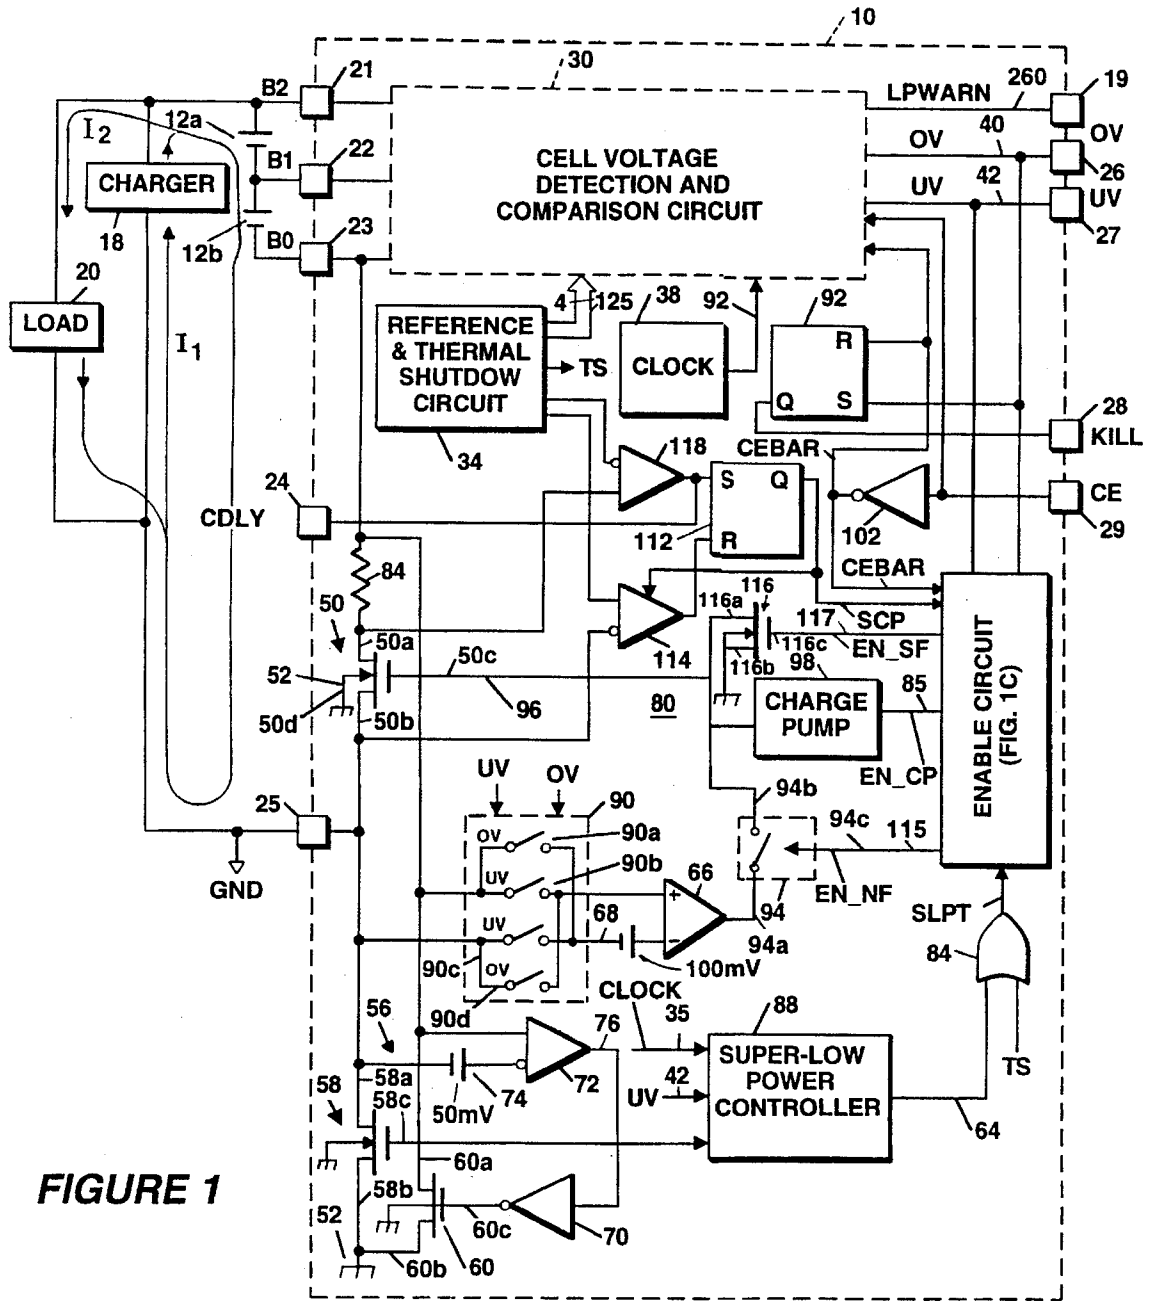 10
30
B2
21
LPWARN
260
19
I2
12a
OV
40
OV
CELL VOLTAGE
DETECTION AND
COMPARISON CIRCUIT
B1
22
26
CHARGER
UV
42
UV
18
12b
B0
23
27
20
LOAD
4
125
38
92
92
REFERENCE
& THERMAL
SHUTDOW
CIRCUIT
TS
CLOCK
R
Q
S
I1
34
28
KILL
118
CEBAR
24
CDLY
S
Q
CE
29
112
R
102
84
CEBAR
50
116
116a
117
SCP
50a
114
116c
EN_SF
116b
52
50c
98
50d
50b
96
80
CHARGE
PUMP
85
ENABLE CIRCUIT
(FIG. 1C)
EN_CP
UV
OV
94b
25
90
OV
90a
94c
115
UV
90b
66
GND
EN_NF
94
SLPT
UV
68
+
−
94a
84
90c
OV
100mV
90d
CLOCK
56
76
35
88
SUPER-LOW
POWER
CONTROLLER
TS
58a
74
72
42
UV
58
58c
50mV
64
60a
FIGURE 1
58b
52
60c
70
60b
60